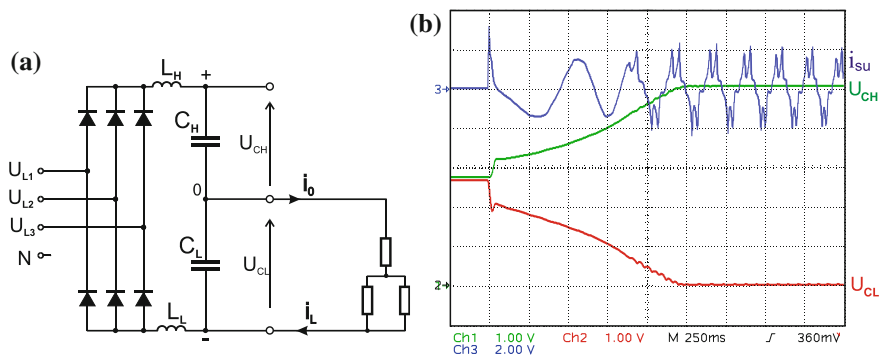 (a)
L_H
+
C_H
U_CH
U_L1
0
i_0
U_L2
U_L3
C_L
U_CL
N
L_L
i_L
-
(b)
3
i_su
U_CH
2
U_CL
Ch1 1.00 V Ch2 1.00 V M 250ms ƒ 360mV
Ch3 2.00 V